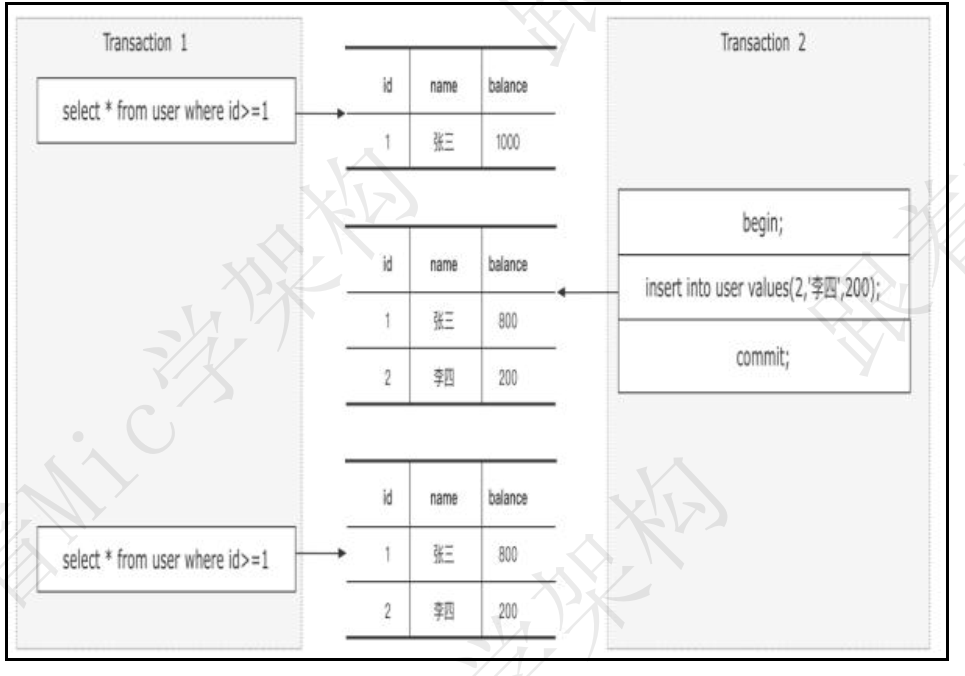 Transaction 1
Transaction 2
select * from user where id>=1
id name balance
1 张三 1000
begin;
insert into user values(2,'李四',200);
commit;
id name balance
1 张三 800
2 李四 200
select * from user where id>=1
id name balance
1 张三 800
2 李四 200
跟着Mic学架构